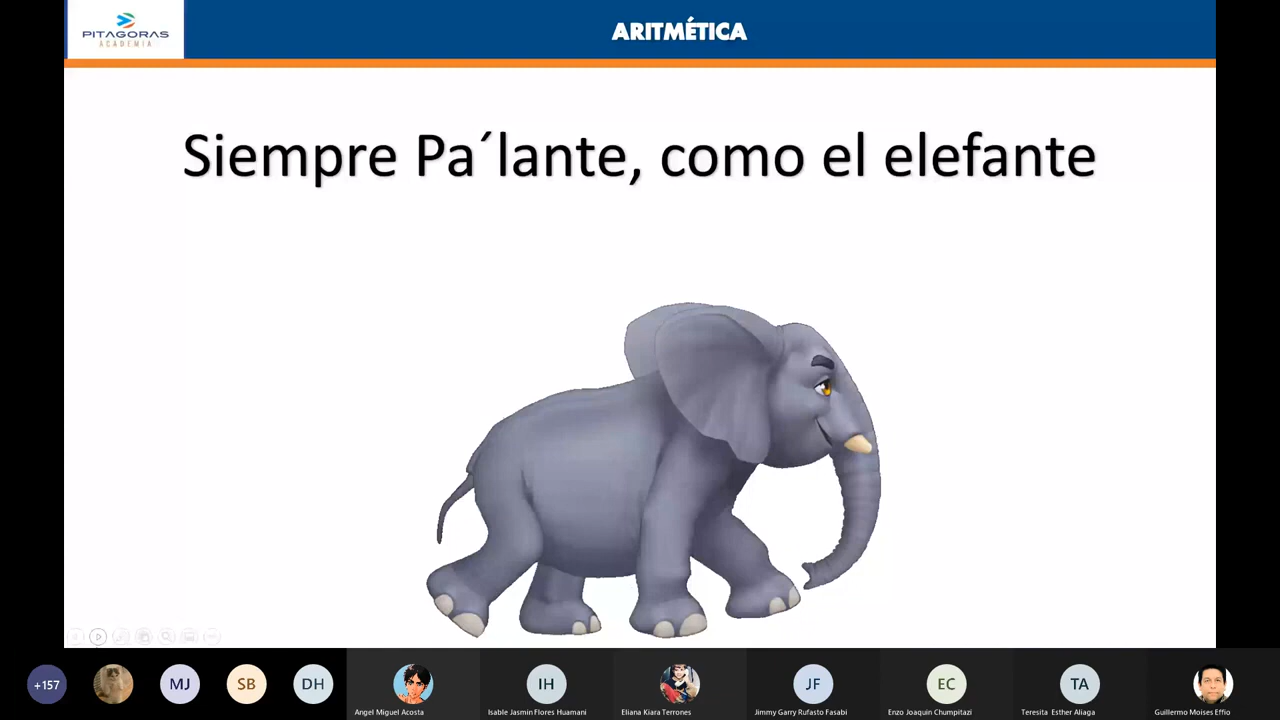 PITAGORAS
ACADEMIA
ARITMÉTICA
Siempre Pa´lante, como el elefante
+157
MJ
SB
DH
Angel Miguel Acosta
IH
Isable Jasmin Flores Huamani
Eliana Kiara Terrones
JF
Jimmy Garry Rufasto Fasabi
EC
Enzo Joaquin Chumpitazi
TA
Teresita Esther Aliaga
Guillermo Moises Effio